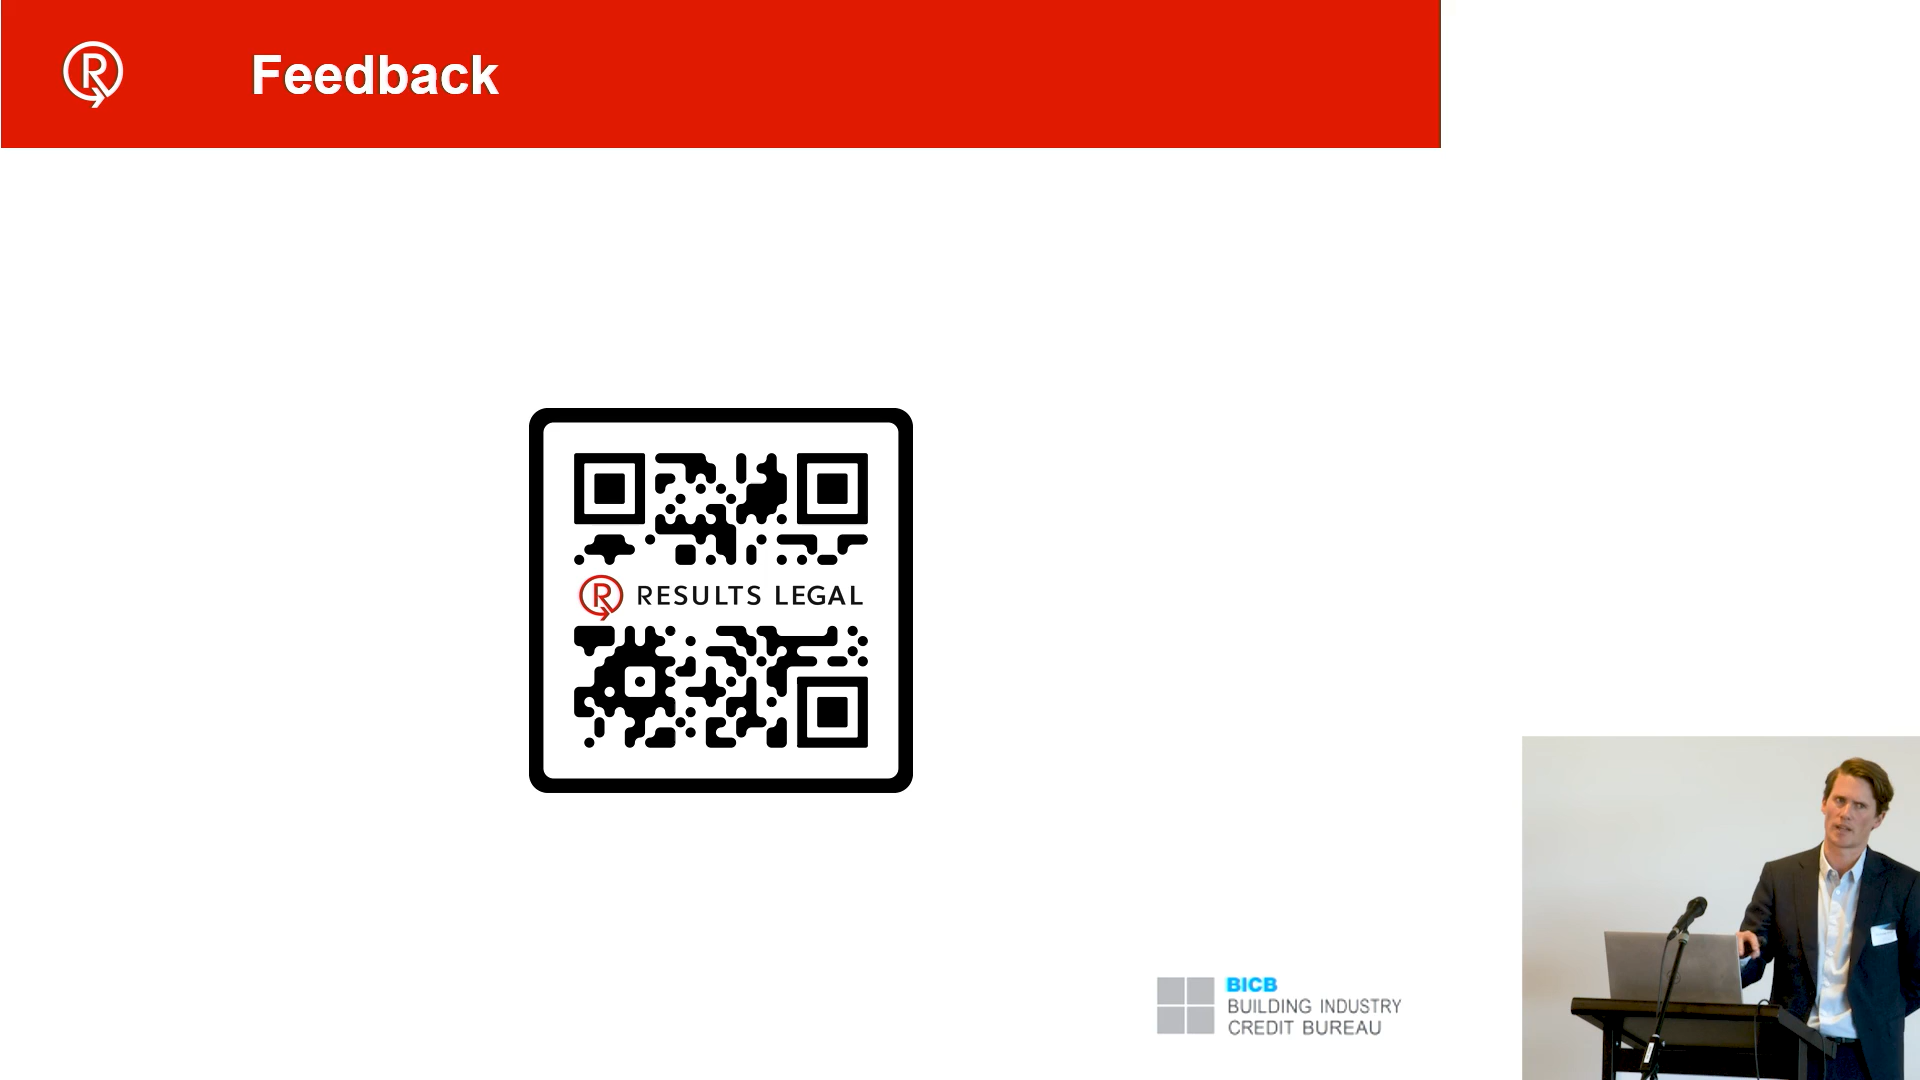 Feedback
RESULTS LEGAL
BICB
BUILDING INDUSTRY
CREDIT BUREAU